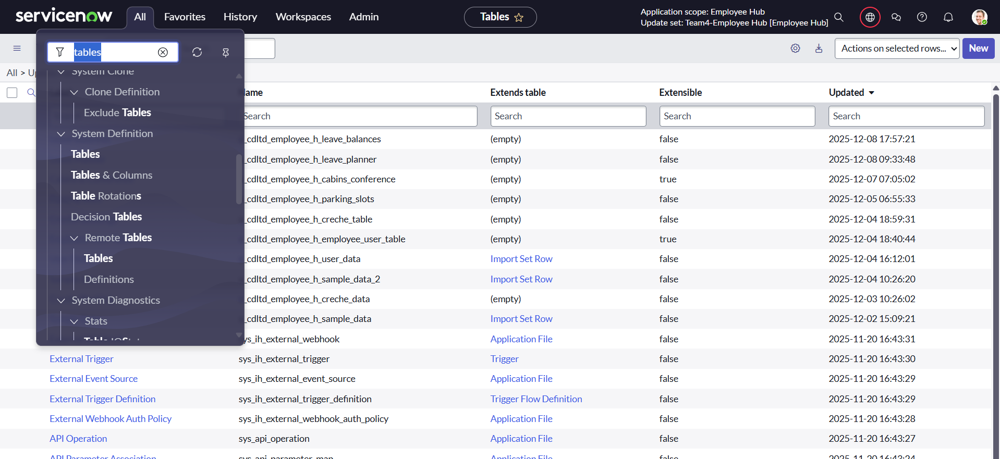 servicenow
All
Favorites
History
Workspaces
Admin
Tables
Application scope: Employee Hub
Update set: Team4-Employee Hub [Employee Hub]
tables
Actions on selected rows...
New
All >
System Clone
Clone Definition
Exclude Tables
System Definition
Tables
Tables & Columns
Table Rotations
Decision Tables
Remote Tables
Tables
Definitions
System Diagnostics
Stats
Extends table
Extensible
Updated
Search
Search
Search
Search
_cdltd_employee_h_leave_balances (empty) false 2025-12-08 17:57:21
_cdltd_employee_h_leave_planner (empty) false 2025-12-08 09:33:48
_cdltd_employee_h_cabins_conference (empty) true 2025-12-07 07:05:02
_cdltd_employee_h_parking_slots (empty) false 2025-12-05 06:55:33
_cdltd_employee_h_creche_table (empty) false 2025-12-04 18:59:31
_cdltd_employee_h_employee_user_table (empty) true 2025-12-04 18:40:44
_cdltd_employee_h_user_data Import Set Row false 2025-12-04 16:12:01
_cdltd_employee_h_sample_data_2 Import Set Row false 2025-12-04 10:26:20
_cdltd_employee_h_creche_data (empty) false 2025-12-03 10:26:02
_cdltd_employee_h_sample_data Import Set Row false 2025-12-02 15:09:21
ys_ih_external_webhook Application File false 2025-11-20 16:43:31
External Trigger sys_ih_external_trigger Trigger false 2025-11-20 16:43:30
External Event Source sys_ih_external_event_source Application File false 2025-11-20 16:43:29
External Trigger Definition sys_ih_external_trigger_definition Trigger Flow Definition false 2025-11-20 16:43:29
External Webhook Auth Policy sys_ih_external_webhook_auth_policy Application File false 2025-11-20 16:43:28
API Operation sys_api_operation Application File false 2025-11-20 16:43:27
API Parameter Association sys_api_parameter_map Application File false 2025-11-20 16:43:24